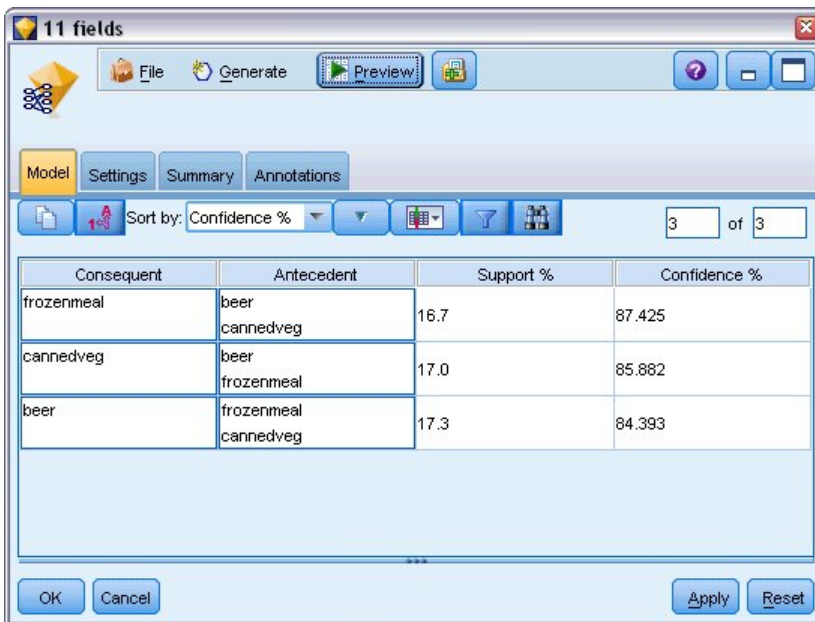 11 fields
File Generate Preview
Model Settings Summary Annotations
Sort by: Confidence % 3 of 3
Consequent Antecedent Support % Confidence %
frozenmeal beer 16.7 87.425
cannedveg
cannedveg beer 17.0 85.882
frozenmeal
beer frozenmeal 17.3 84.393
cannedveg
OK Cancel Apply Reset